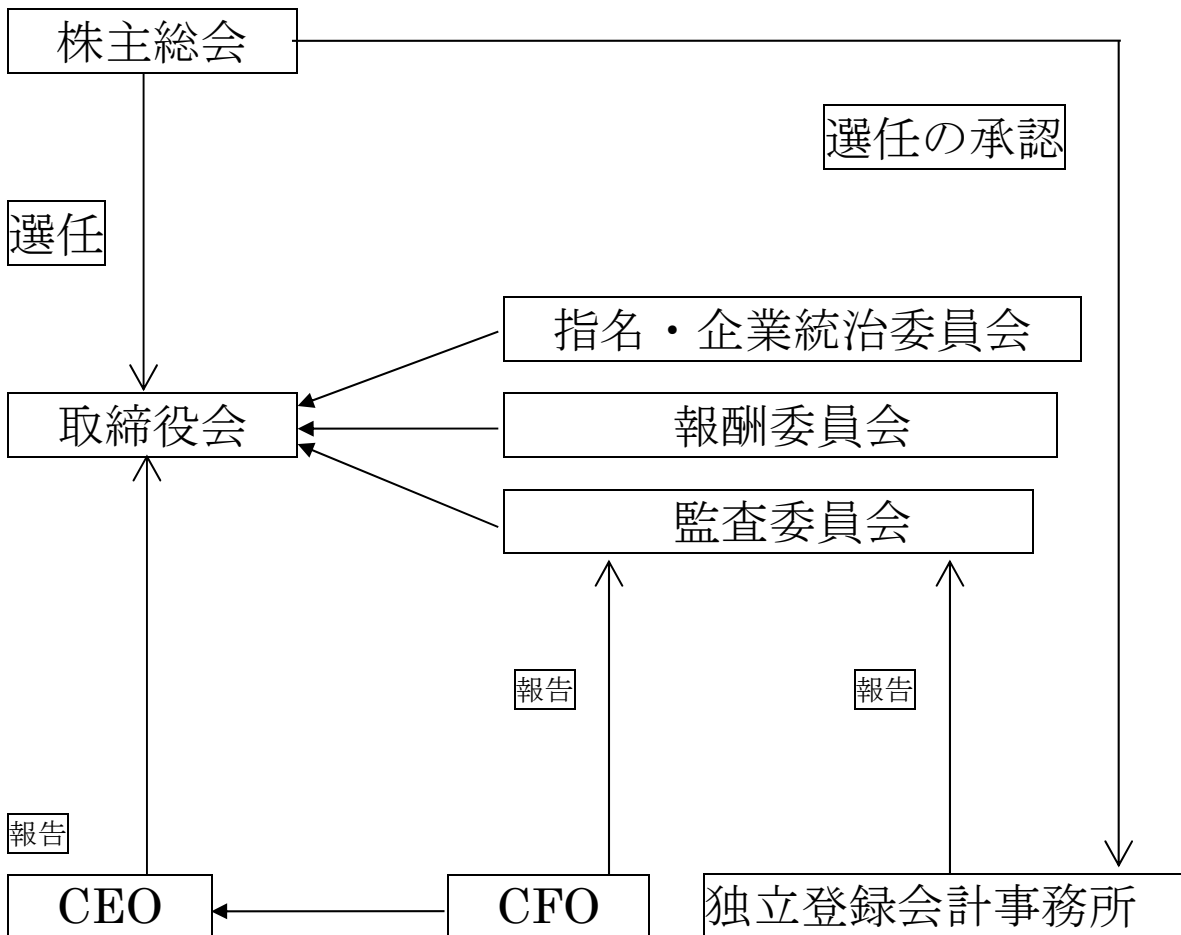 株主総会
選任の承認
選任
指名・企業統治委員会
取締役会
報酬委員会
監査委員会
報告
報告
報告
CEO
CFO
独立登録会計事務所